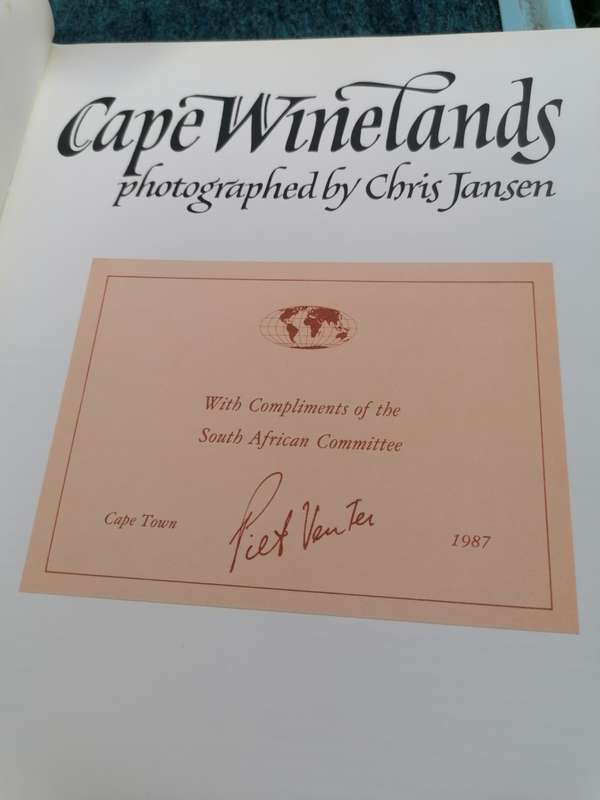 Cape Winelands
photographed by Chris Jansen
With Compliments of the
South African Committee
Cape Town
Piet Venter
1987